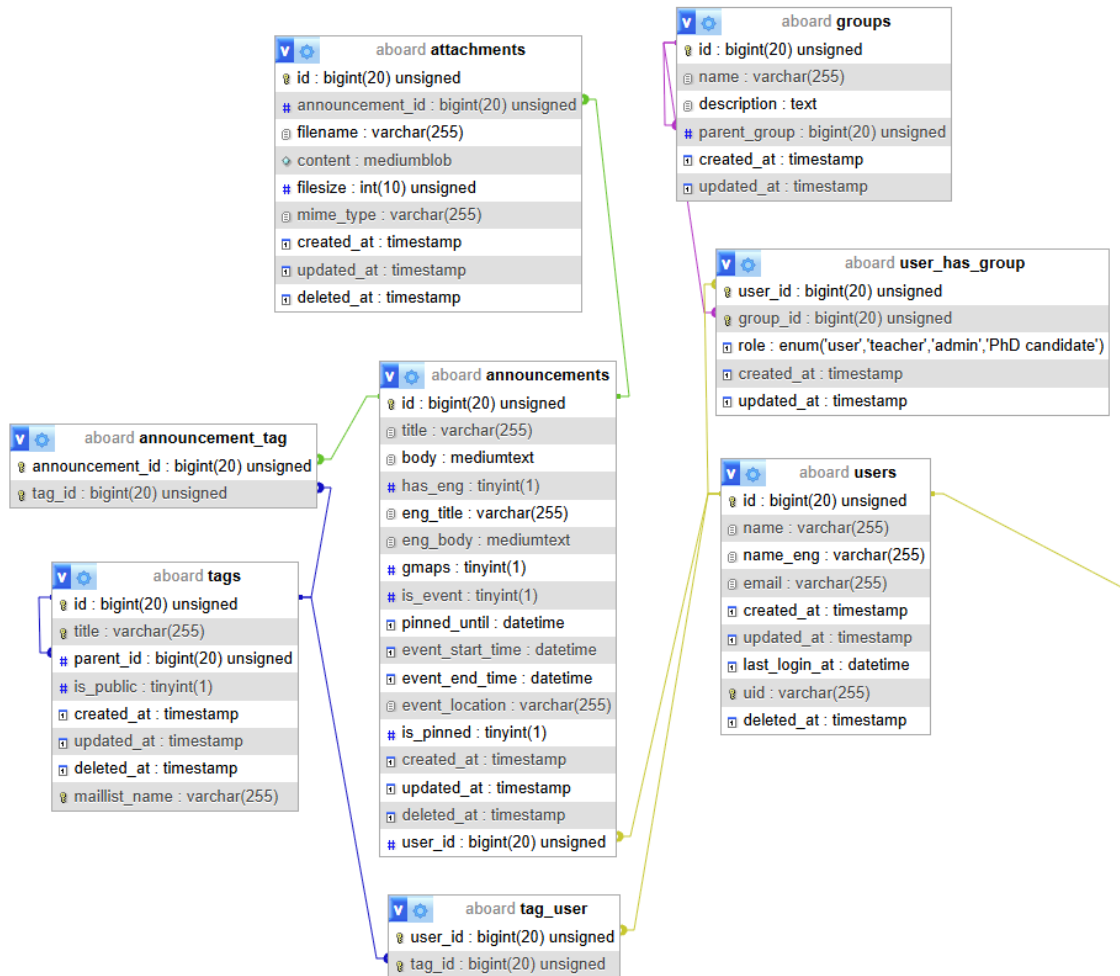 aboard groups
id : bigint(20) unsigned
name : varchar(255)
description : text
parent_group : bigint(20) unsigned
created_at : timestamp
updated_at : timestamp
aboard attachments
id : bigint(20) unsigned
announcement_id : bigint(20) unsigned
filename : varchar(255)
content : mediumblob
filesize : int(10) unsigned
mime_type : varchar(255)
created_at : timestamp
updated_at : timestamp
deleted_at : timestamp
aboard user_has_group
user_id : bigint(20) unsigned
group_id : bigint(20) unsigned
role : enum('user','teacher','admin','PhD candidate')
created_at : timestamp
updated_at : timestamp
aboard announcements
id : bigint(20) unsigned
title : varchar(255)
body : mediumtext
has_eng : tinyint(1)
eng_title : varchar(255)
eng_body : mediumtext
gmaps : tinyint(1)
is_event : tinyint(1)
pinned_until : datetime
event_start_time : datetime
event_end_time : datetime
event_location : varchar(255)
is_pinned : tinyint(1)
created_at : timestamp
updated_at : timestamp
deleted_at : timestamp
user_id : bigint(20) unsigned
aboard announcement_tag
announcement_id : bigint(20) unsigned
tag_id : bigint(20) unsigned
aboard users
id : bigint(20) unsigned
name : varchar(255)
name_eng : varchar(255)
email : varchar(255)
created_at : timestamp
updated_at : timestamp
last_login_at : datetime
uid : varchar(255)
deleted_at : timestamp
aboard tags
id : bigint(20) unsigned
title : varchar(255)
parent_id : bigint(20) unsigned
is_public : tinyint(1)
created_at : timestamp
updated_at : timestamp
deleted_at : timestamp
maillist_name : varchar(255)
aboard tag_user
user_id : bigint(20) unsigned
tag_id : bigint(20) unsigned